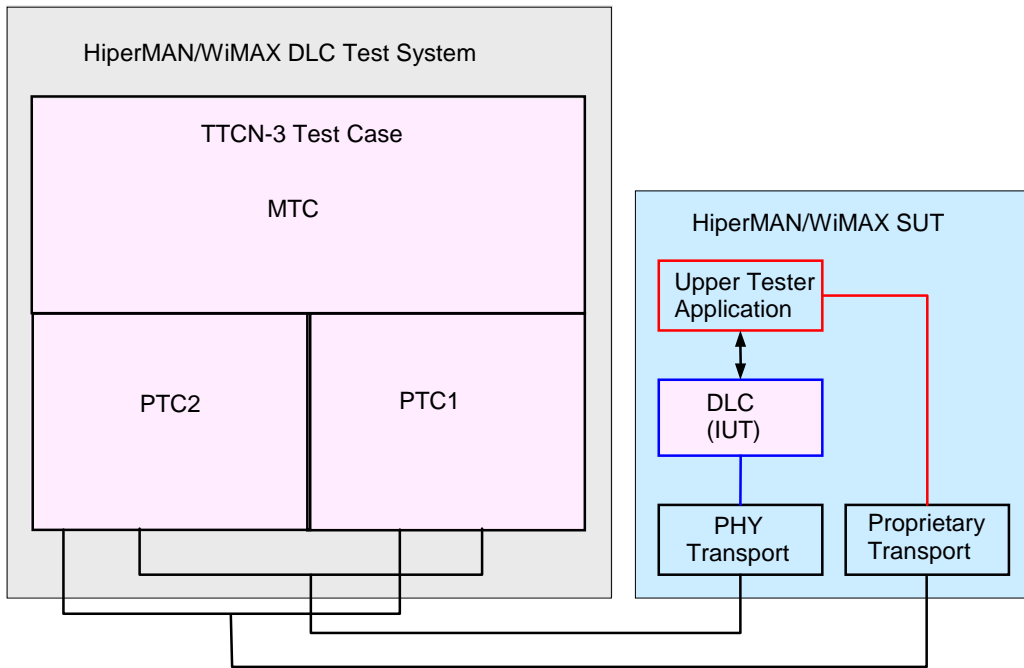 HiperMAN/WiMAX DLC Test System
TTCN-3 Test Case
MTC
PTC2
PTC1
HiperMAN/WiMAX SUT
Upper Tester
Application
DLC
(IUT)
PHY
Transport
Proprietary
Transport